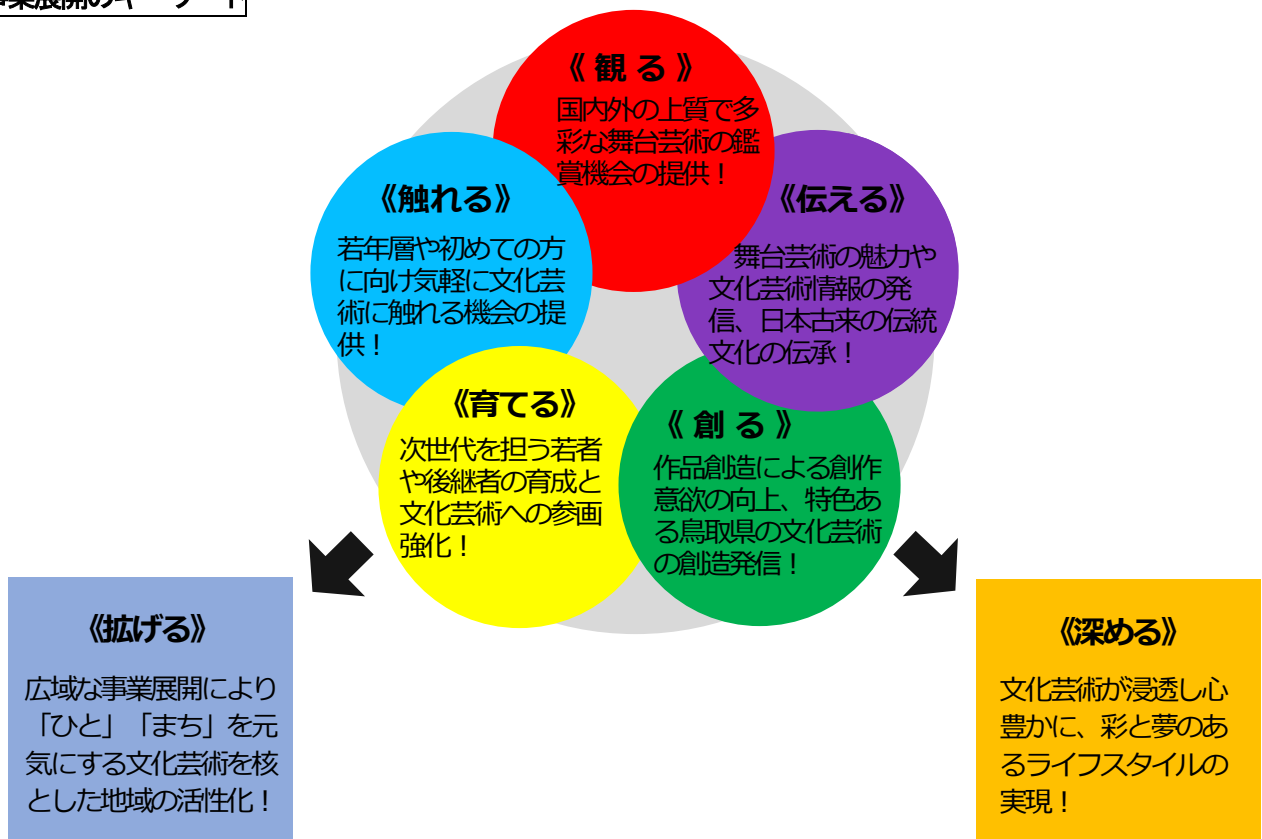 事業展開のキーワード
《 観 る 》
国内外の上質で多
彩な舞台芸術の鑑
賞機会の提供！
《触れる》
若年層や初めての方
に向け気軽に文化芸
術に触れる機会の提
供！
《伝える》
舞台芸術の魅力や
文化芸術情報の発
信、日本古来の伝統
文化の伝承！
《育てる》
次世代を担う若者
や後継者の育成と
文化芸術への参画
強化！
《 創 る 》
作品創造による創作
意欲の向上、特色あ
る鳥取県の文化芸術
の創造発信！
《拡げる》
広域な事業展開により
「ひと」「まち」を元
気にする文化芸術を核
とした地域の活性化！
《深める》
文化芸術が浸透し心
豊かに、彩と夢のあ
るライフスタイルの
実現！